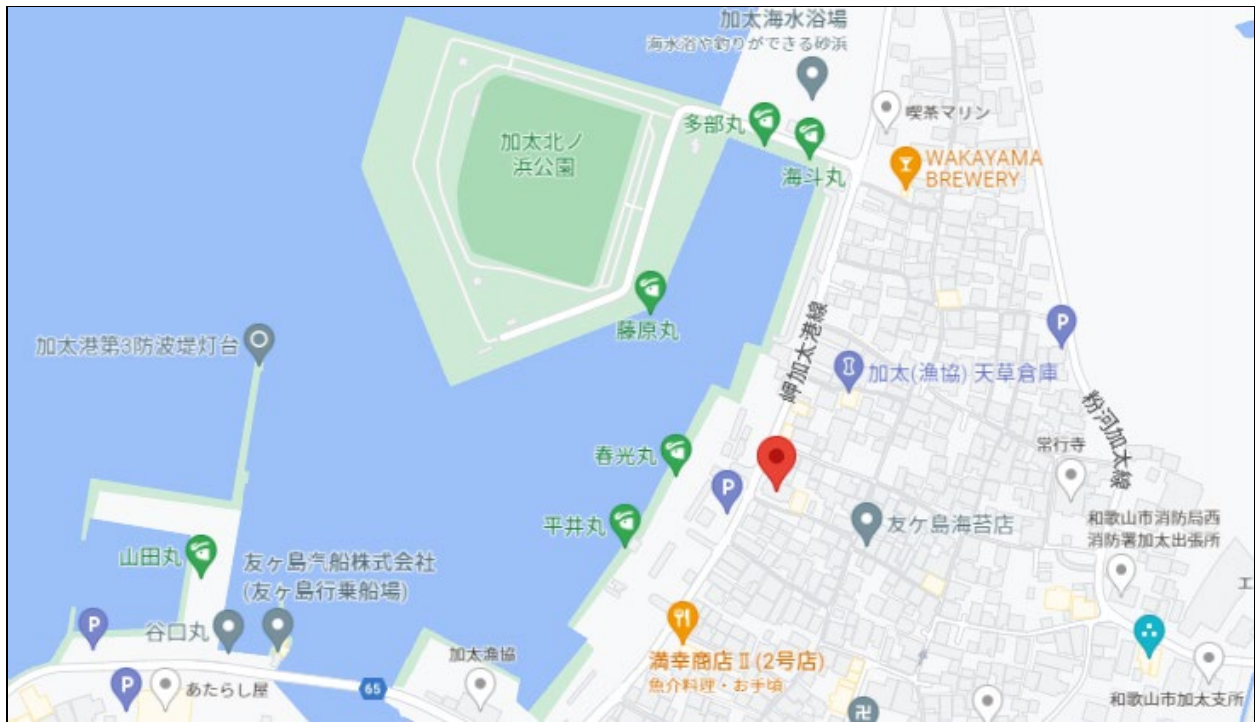 加太海水浴場
海水浴や釣りができる砂浜
喫茶マリン
多部丸
海斗丸
WAKAYAMA
BREWERY
加太北ノ
浜公園
藤原丸
岬加太港線
加太港第3防波堤灯台
P
加太(漁協) 天草倉庫
粉河加太線
春光丸
常行寺
P
平井丸
友ケ島海苔店
和歌山市消防局西
消防署加太出張所
山田丸
友ヶ島汽船株式会社
(友ヶ島行乗船場)
工
P
谷口丸
加太漁協
満幸商店Ⅱ(2号店)
魚介料理・お手頃
P
あたらし屋
65
卍
和歌山市加太支所